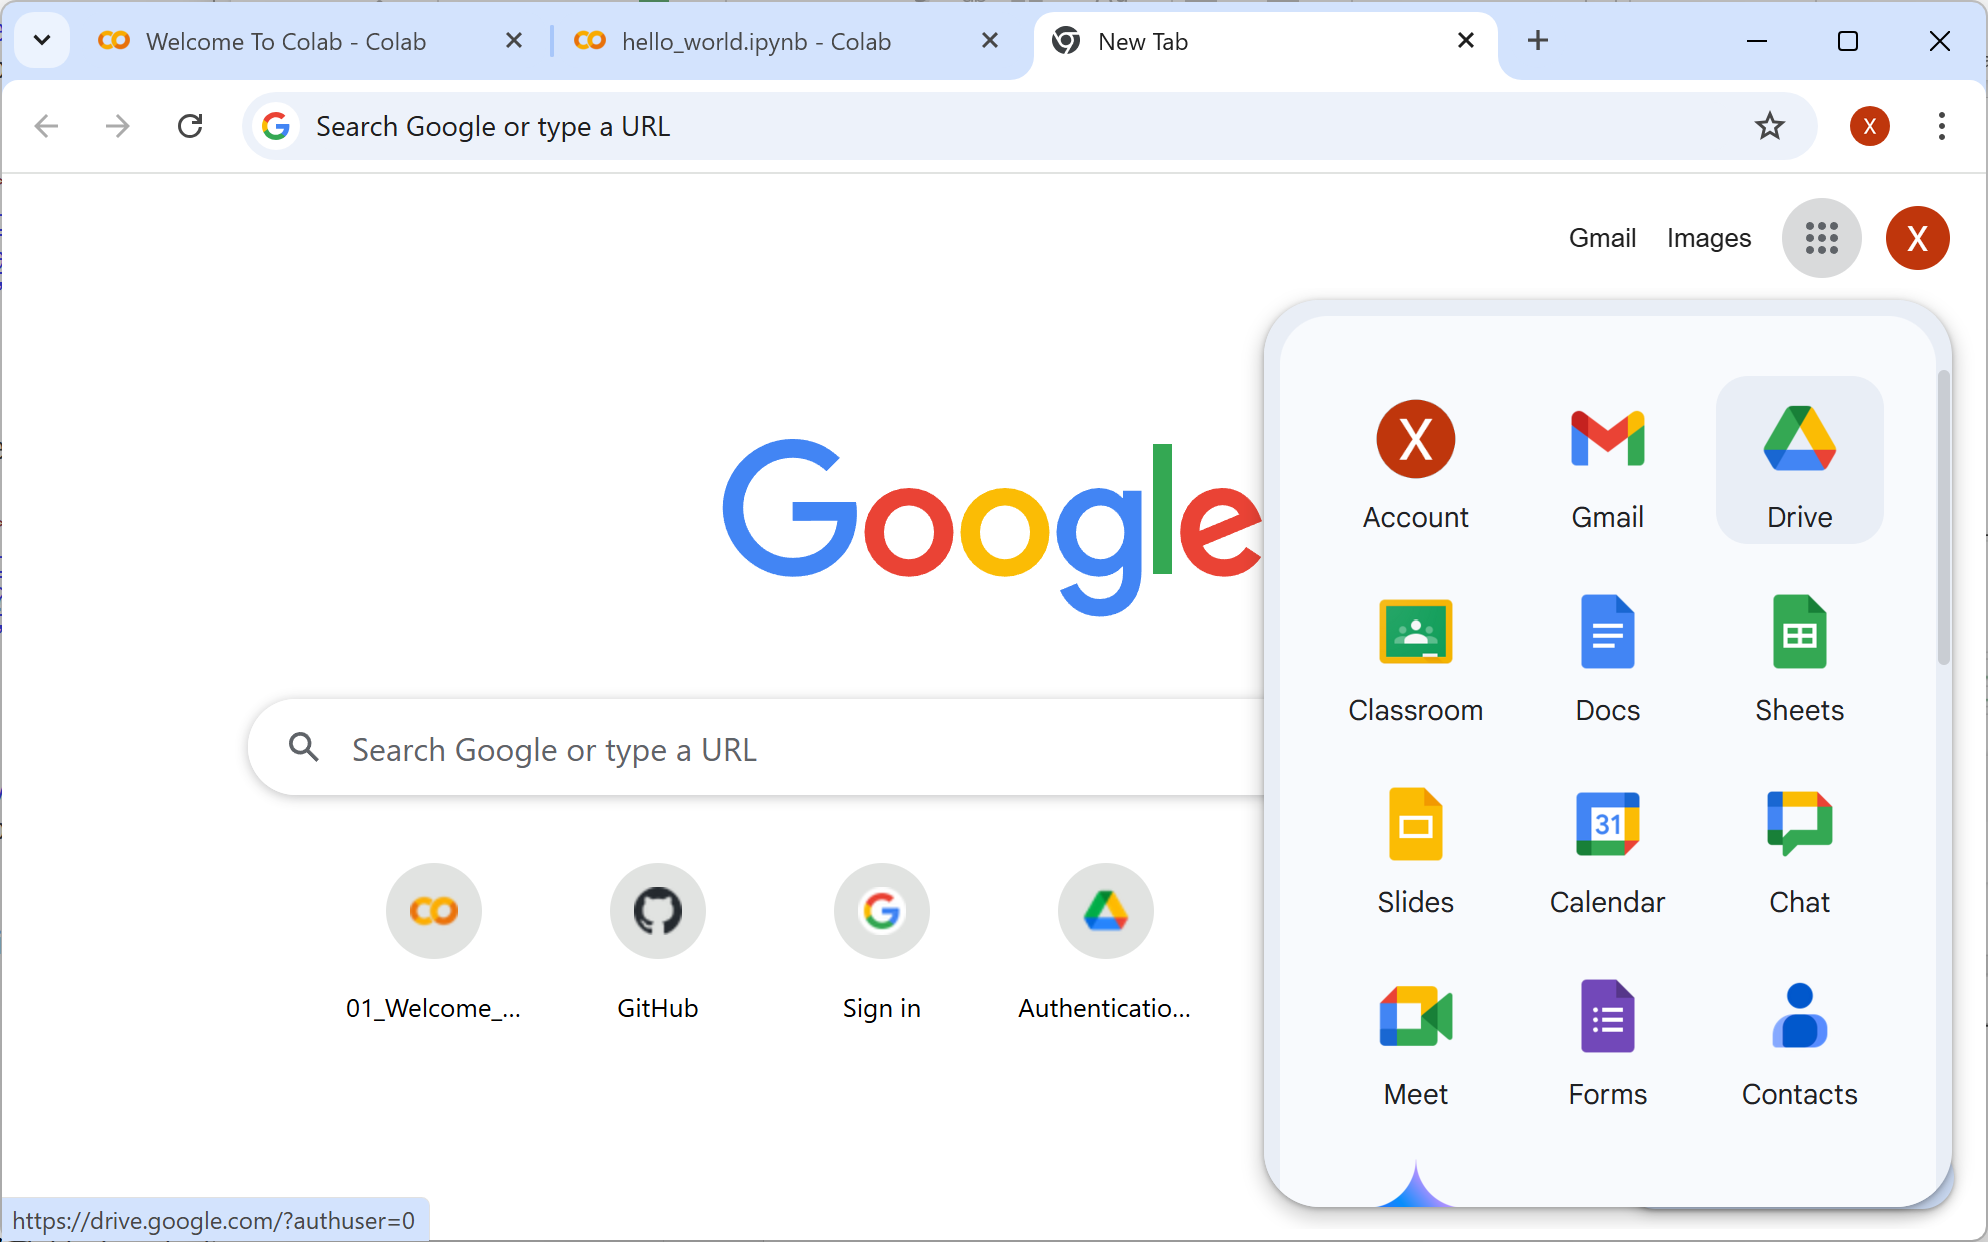 Welcome To Colab - Colab
hello_world.ipynb - Colab
New Tab
Search Google or type a URL
X
Gmail
Images
X
Google
X
Account
Gmail
Drive
Classroom
Docs
Sheets
Search Google or type a URL
31
Slides
Calendar
Chat
01_Welcome_...
GitHub
Sign in
Authenticatio...
Meet
Forms
Contacts
https://drive.google.com/?authuser=0